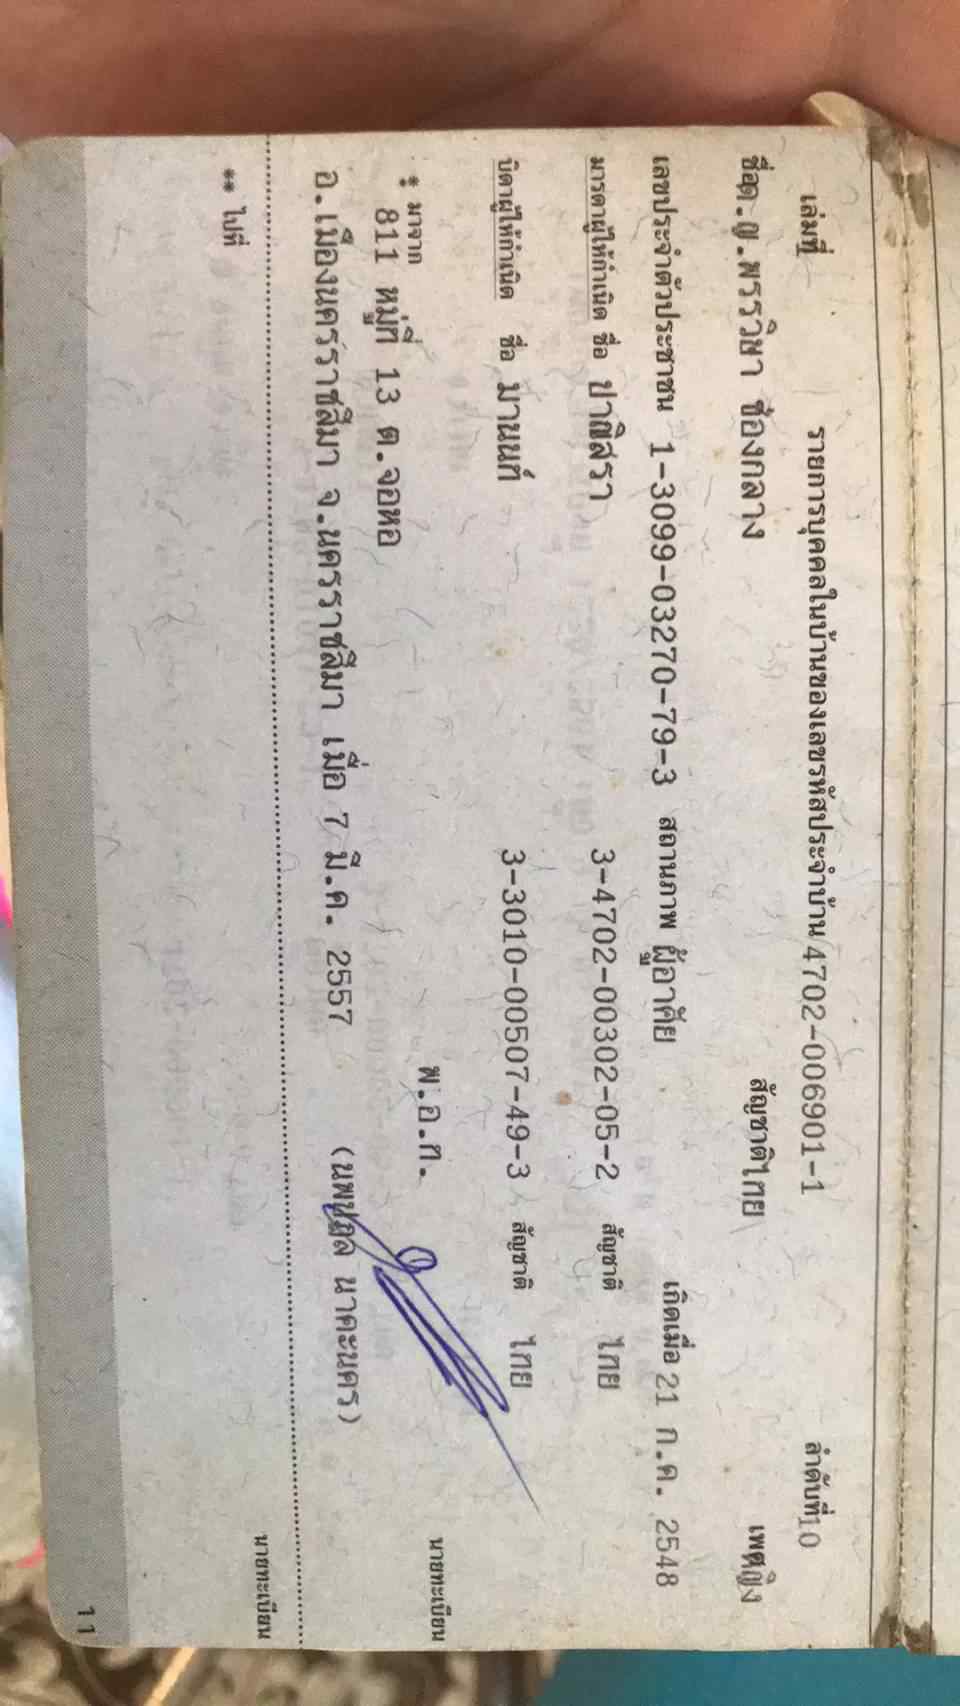 เล่มที่ รายการบุคคลในบ้านของเลขรหัสประจำบ้าน 4702-006901-1 ลำดับที่ 10
ชื่อ ด.ญ.พรรวิษา ช่องกลาง สัญชาติ ไทย เพศ หญิง
เลขประจำตัวประชาชน 1-3099-03270-79-3 สถานภาพ ผู้อาศัย เกิดเมื่อ 21 ก.ค. 2548
มารดาผู้ให้กำเนิด ชื่อ ปาณิสรา 3-4702-00302-05-2 สัญชาติ ไทย
บิดาผู้ให้กำเนิด ชื่อ มานนท์ 3-3010-00507-49-3 สัญชาติ ไทย
* มาจาก
811 หมู่ที่ 13 ต.จอหอ พ.อ.ท. นายทะเบียน
อ.เมืองนครราชสีมา จ.นครราชสีมา เมื่อ 7 มี.ค. 2557 (นพปฎล นาคะนคร)
** ไปที่ นายทะเบียน
11